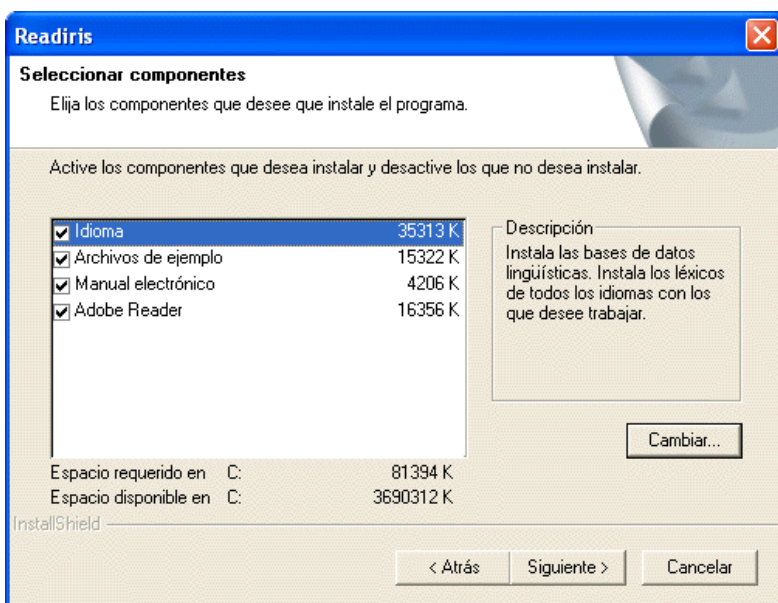 Readiris
Seleccionar componentes
Elija los componentes que desee que instale el programa.
Active los componentes que desea instalar y desactive los que no desea instalar.
Idioma 35313 K
Archivos de ejemplo 15322 K
Manual electrónico 4206 K
Adobe Reader 16356 K
Descripción
Instala las bases de datos
lingüísticas. Instala los léxicos
de todos los idiomas con los
que desee trabajar.
Cambiar...
Espacio requerido en C: 81394 K
Espacio disponible en C: 3690312 K
InstallShield
< Atrás Siguiente > Cancelar